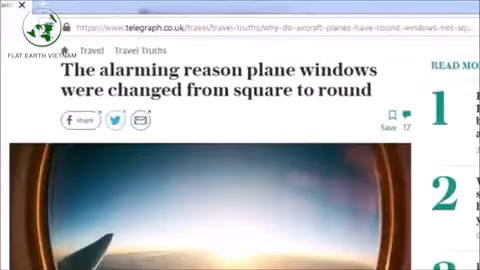 https://www.telegraph.co.uk/travel/travel-truths/why-do-aircraft-planes-have-round-windows-not-sq...
FLAT EARTH VIETNAM
Travel Travel Truths
READ MO
The alarming reason plane windows
were changed from square to round
share
Save 17
1
2